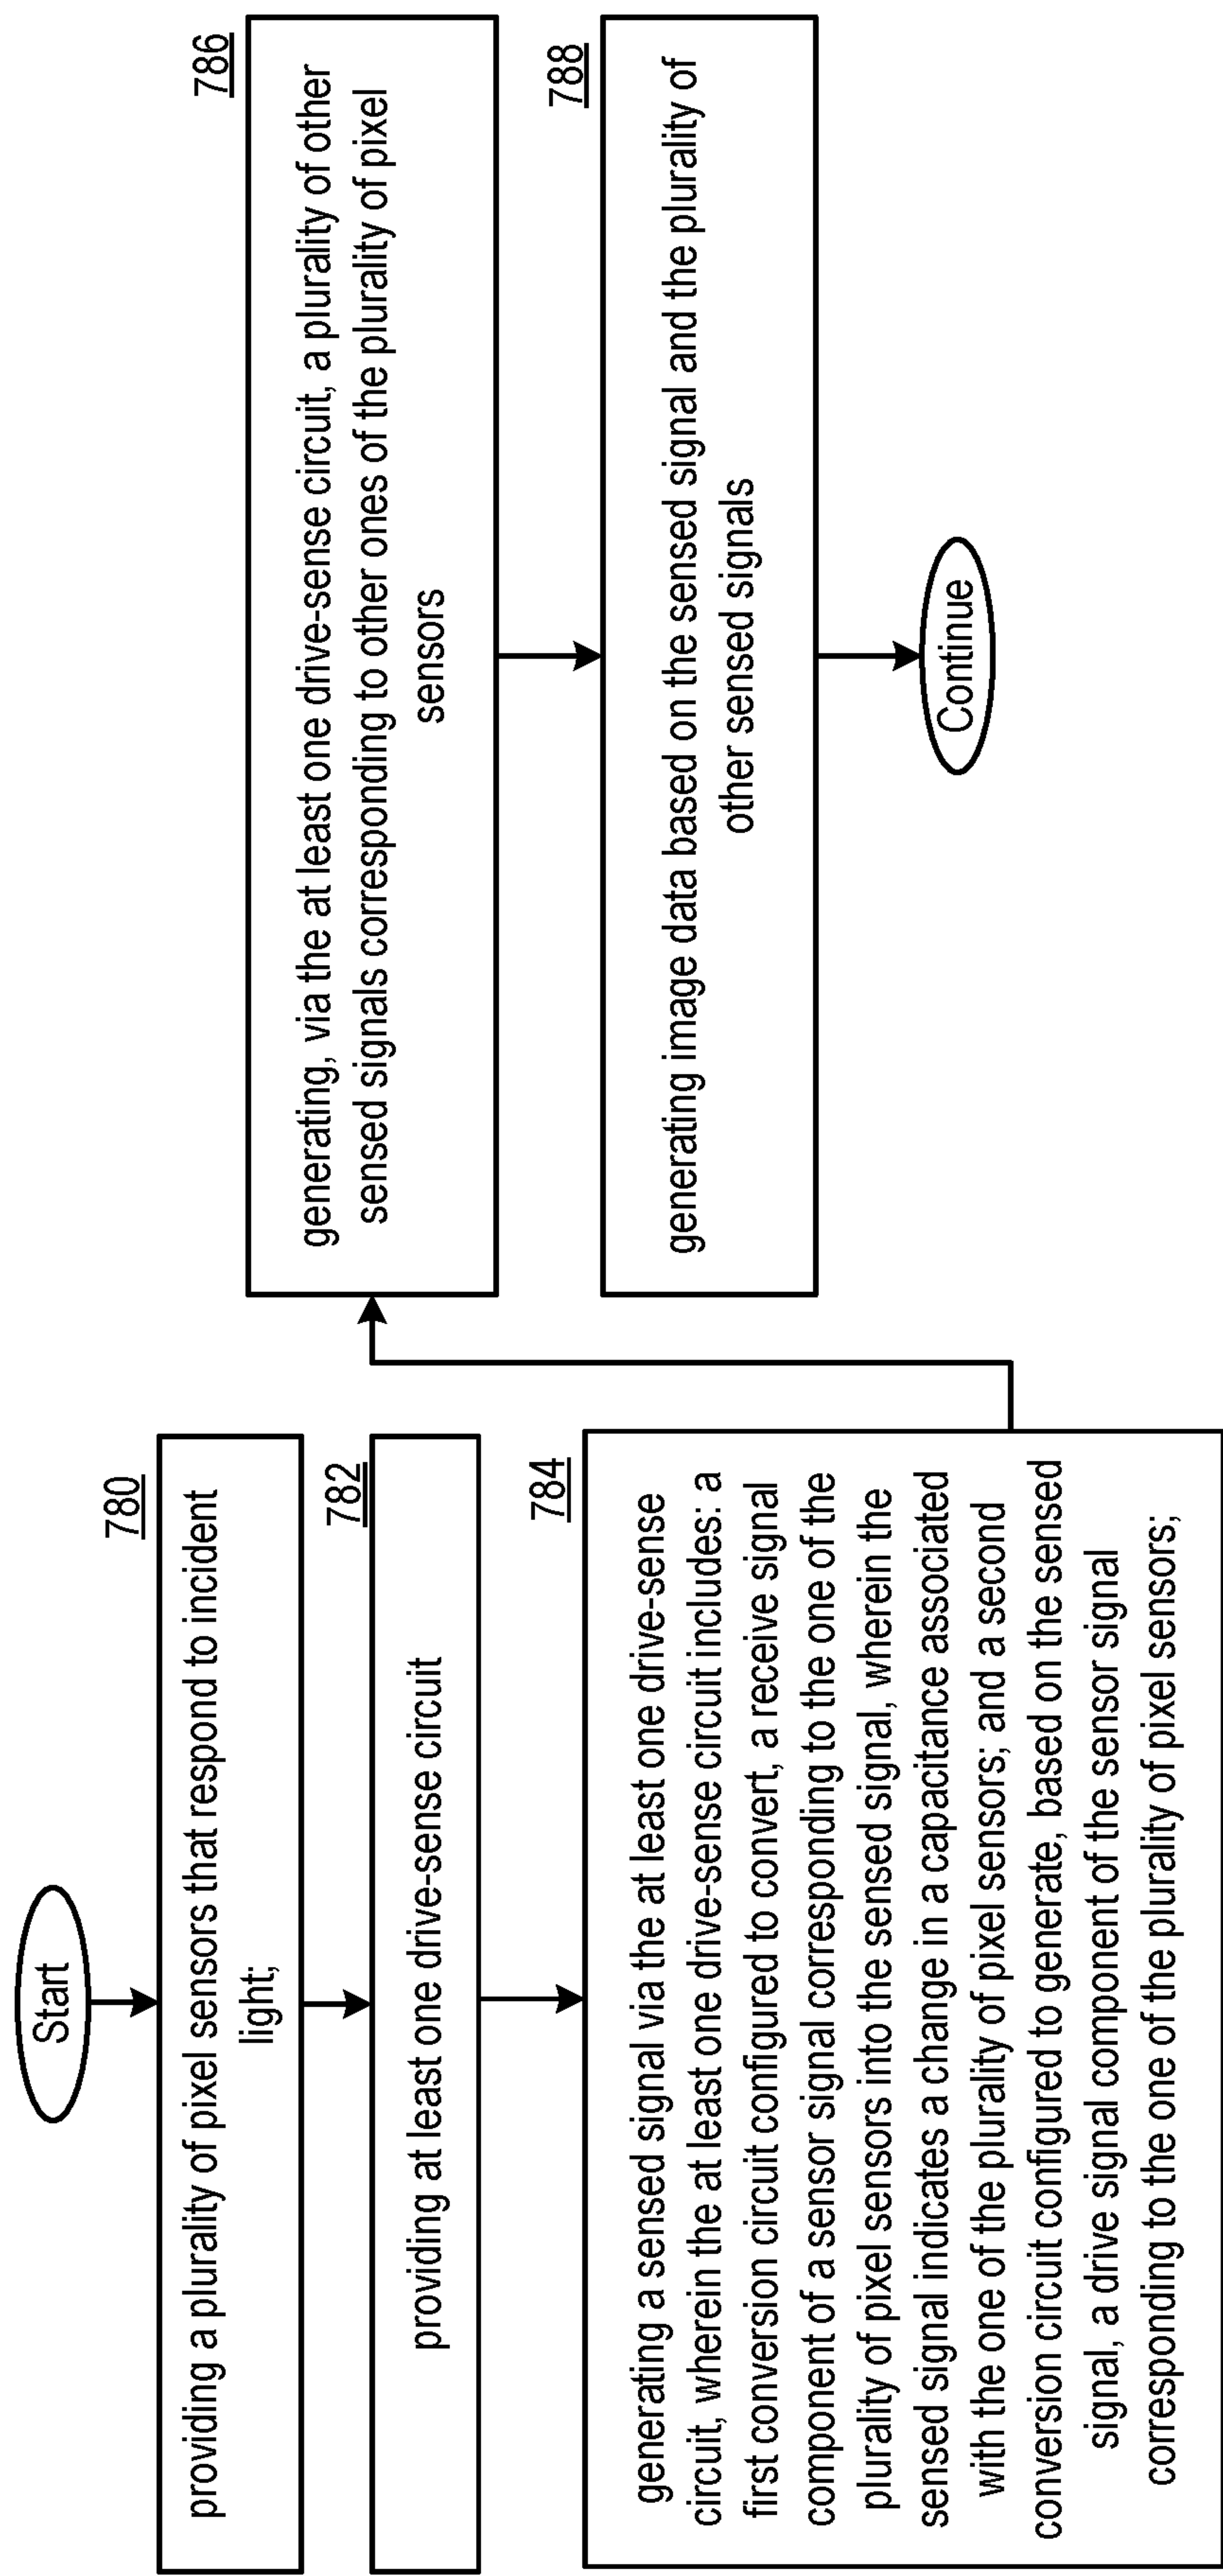 Start
780
providing a plurality of pixel sensors that respond to incident
light;
782
providing at least one drive-sense circuit
784
generating a sensed signal via the at least one drive-sense
circuit, wherein the at least one drive-sense circuit includes: a
first conversion circuit configured to convert, a receive signal
component of a sensor signal corresponding to the one of the
plurality of pixel sensors into the sensed signal, wherein the
sensed signal indicates a change in a capacitance associated
with the one of the plurality of pixel sensors; and a second
conversion circuit configured to generate, based on the sensed
signal, a drive signal component of the sensor signal
corresponding to the one of the plurality of pixel sensors;
786
generating, via the at least one drive-sense circuit, a plurality of other
sensed signals corresponding to other ones of the plurality of pixel
sensors
788
generating image data based on the sensed signal and the plurality of
other sensed signals
Continue